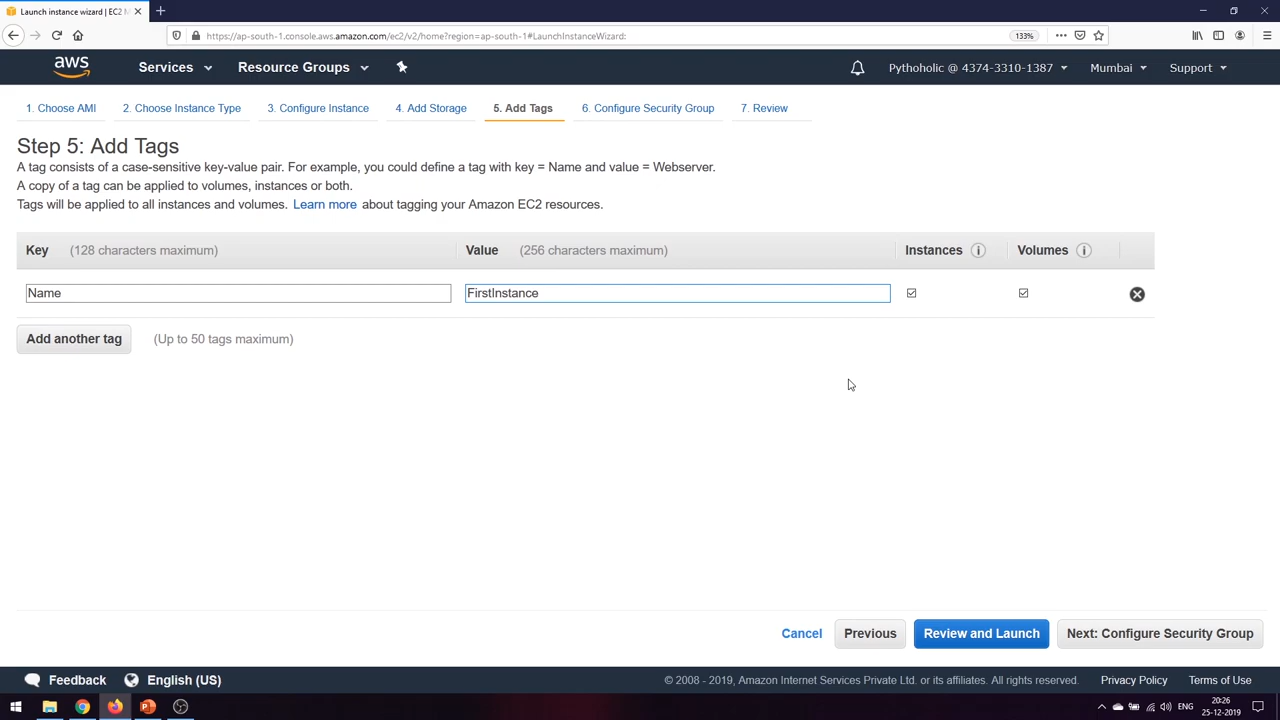 Launch instance wizard | EC2 M
https://ap-south-1.console.aws.amazon.com/ec2/v2/home?region=ap-south-1#LaunchInstanceWizard:
133%
aws
Services
Resource Groups
Pythoholic @ 4374-3310-1387
Mumbai
Support
1. Choose AMI
2. Choose Instance Type
3. Configure Instance
4. Add Storage
5. Add Tags
6. Configure Security Group
7. Review
Step 5: Add Tags
A tag consists of a case-sensitive key-value pair. For example, you could define a tag with key = Name and value = Webserver.
A copy of a tag can be applied to volumes, instances or both.
Tags will be applied to all instances and volumes. Learn more about tagging your Amazon EC2 resources.
Key (128 characters maximum)
Value (256 characters maximum)
Instances
Volumes
Name
FirstInstance
Add another tag
(Up to 50 tags maximum)
Cancel
Previous
Review and Launch
Next: Configure Security Group
Feedback
English (US)
© 2008 - 2019, Amazon Internet Services Private Ltd. or its affiliates. All rights reserved.
Privacy Policy
Terms of Use
ENG
20:26
25-12-2019